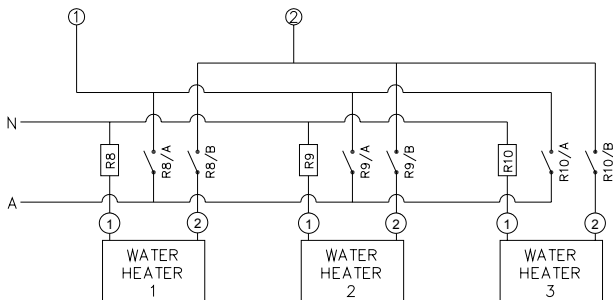 1
2
N
R8
R8/A
R8/B
R9
R9/A
R9/B
R10
R10/A
R10/B
A
1
2
1
2
1
2
WATER
HEATER
1
WATER
HEATER
2
WATER
HEATER
3